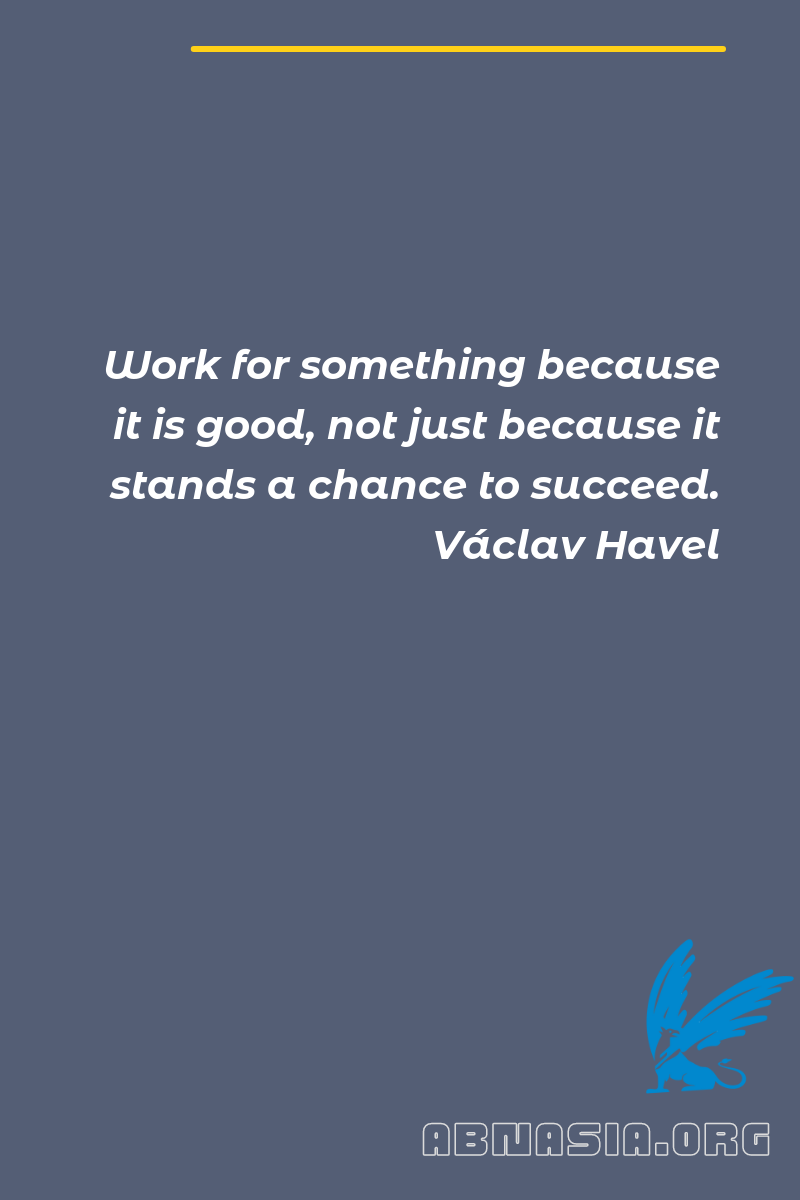 Work for something because
it is good, not just because it
stands a chance to succeed.
Václav Havel
ABNASIA.ORG